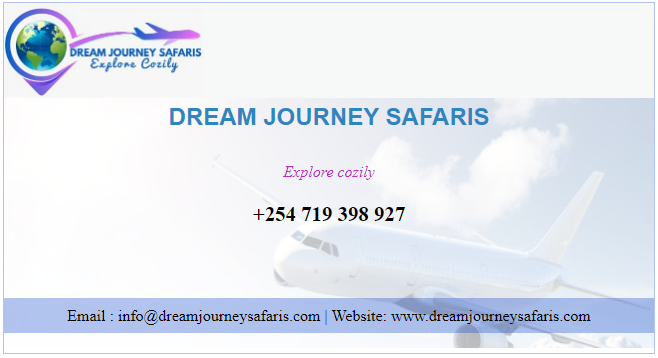 DREAM JOURNEY SAFARIS
Explore Cozily
DREAM JOURNEY SAFARIS
Explore cozily
+254 719 398 927
Email : info@dreamjourneysafaris.com | Website: www.dreamjourneysafaris.com